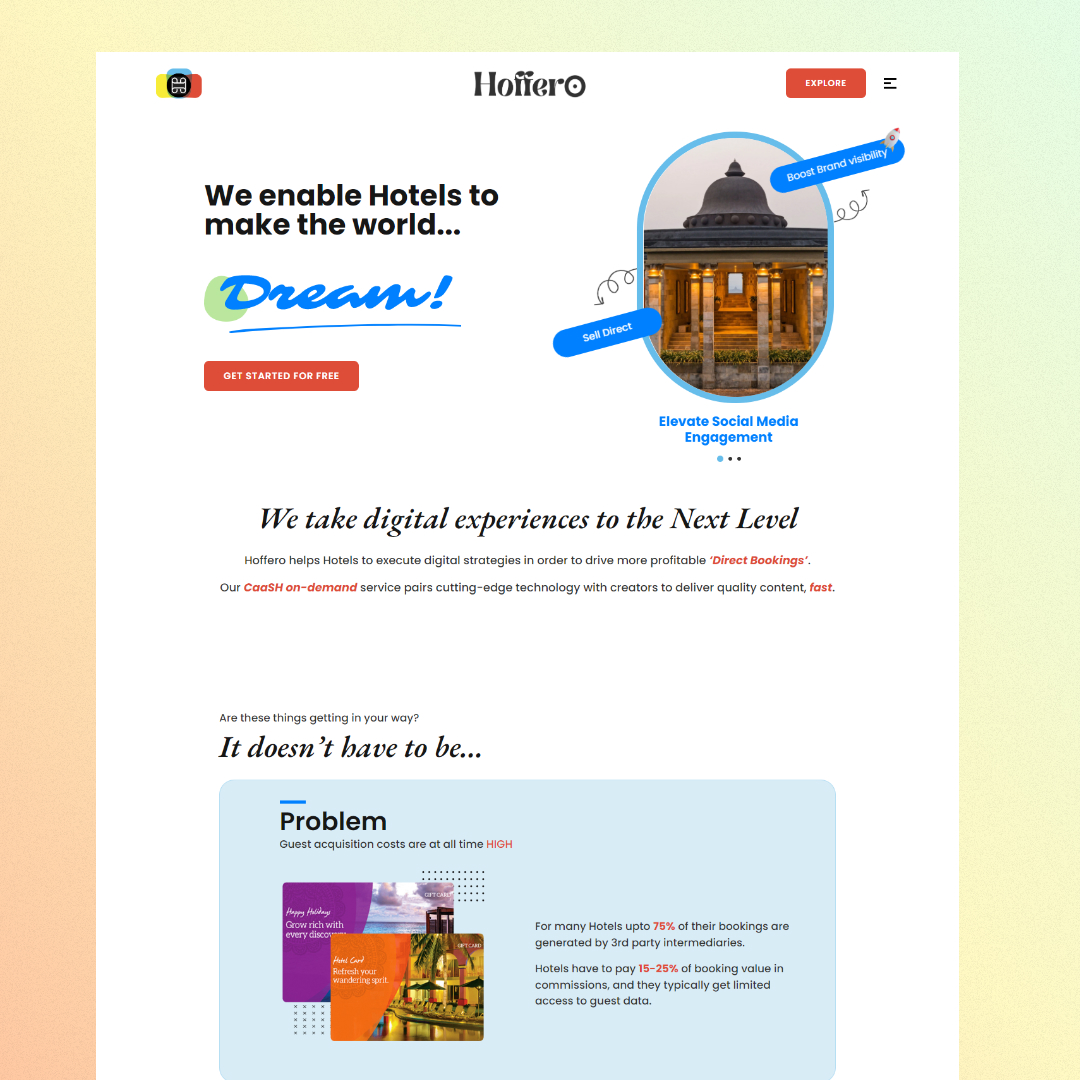 Hoffero
EXPLORE
We enable Hotels to
make the world...
Dream!
GET STARTED FOR FREE
Boost Brand visibility
Sell Direct
Elevate Social Media
Engagement
We take digital experiences to the Next Level
Hoffero helps Hotels to execute digital strategies in order to drive more profitable ‘Direct Bookings’.
Our CaaSH on-demand service pairs cutting-edge technology with creators to deliver quality content, fast.
Are these things getting in your way?
It doesn’t have to be...
Problem
Guest acquisition costs are at all time HIGH
GIFT CARD
Happy Holidays
Grow rich with
every discover
GIFT CARD
Hotel Card
Refresh your
wandering sprit.
For many Hotels upto 75% of their bookings are
generated by 3rd party intermediaries.
Hotels have to pay 15-25% of booking value in
commissions, and they typically get limited
access to guest data.